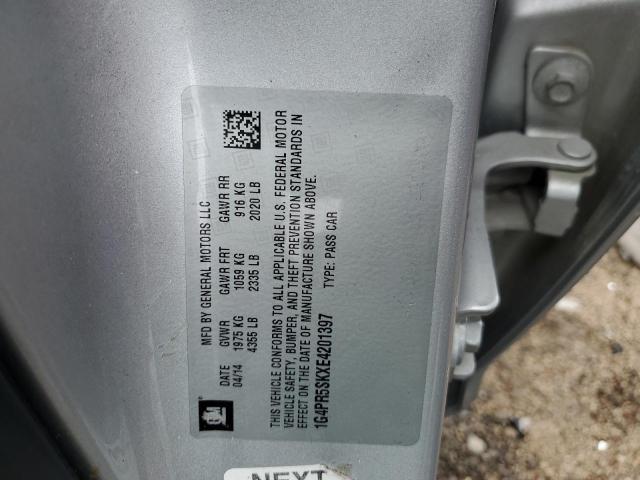 MFD BY GENERAL MOTORS LLC
DATE GVWR GAWR FRT GAWR RR
04/14 1975 KG 1059 KG 916 KG
4355 LB 2335 LB 2020 LB
THIS VEHICLE CONFORMS TO ALL APPLICABLE U.S. FEDERAL MOTOR
VEHICLE SAFETY, BUMPER, AND THEFT PREVENTION STANDARDS IN
EFFECT ON THE DATE OF MANUFACTURE SHOWN ABOVE.
1G4PR5SKXE4201397 TYPE: PASS CAR
GM
NEXT